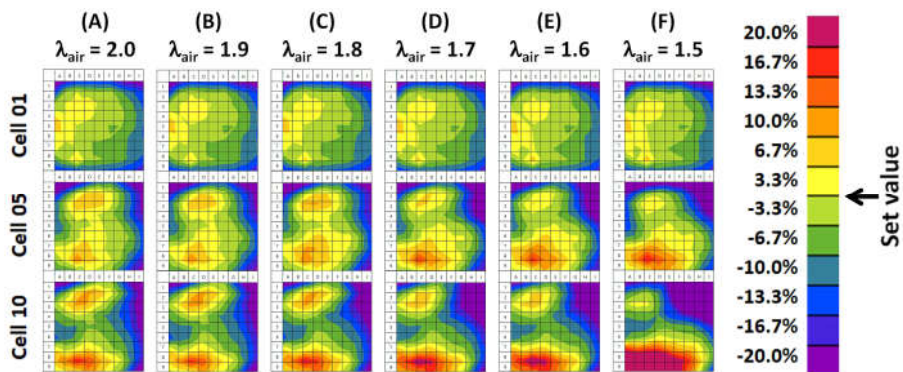 (A) (B) (C) (D) (E) (F)
λair = 2.0 λair = 1.9 λair = 1.8 λair = 1.7 λair = 1.6 λair = 1.5
Cell 01
Cell 05
Cell 10
20.0%
16.7%
13.3%
10.0%
6.7%
3.3%
-3.3%
-6.7%
-10.0%
-13.3%
-16.7%
-20.0%
Set value